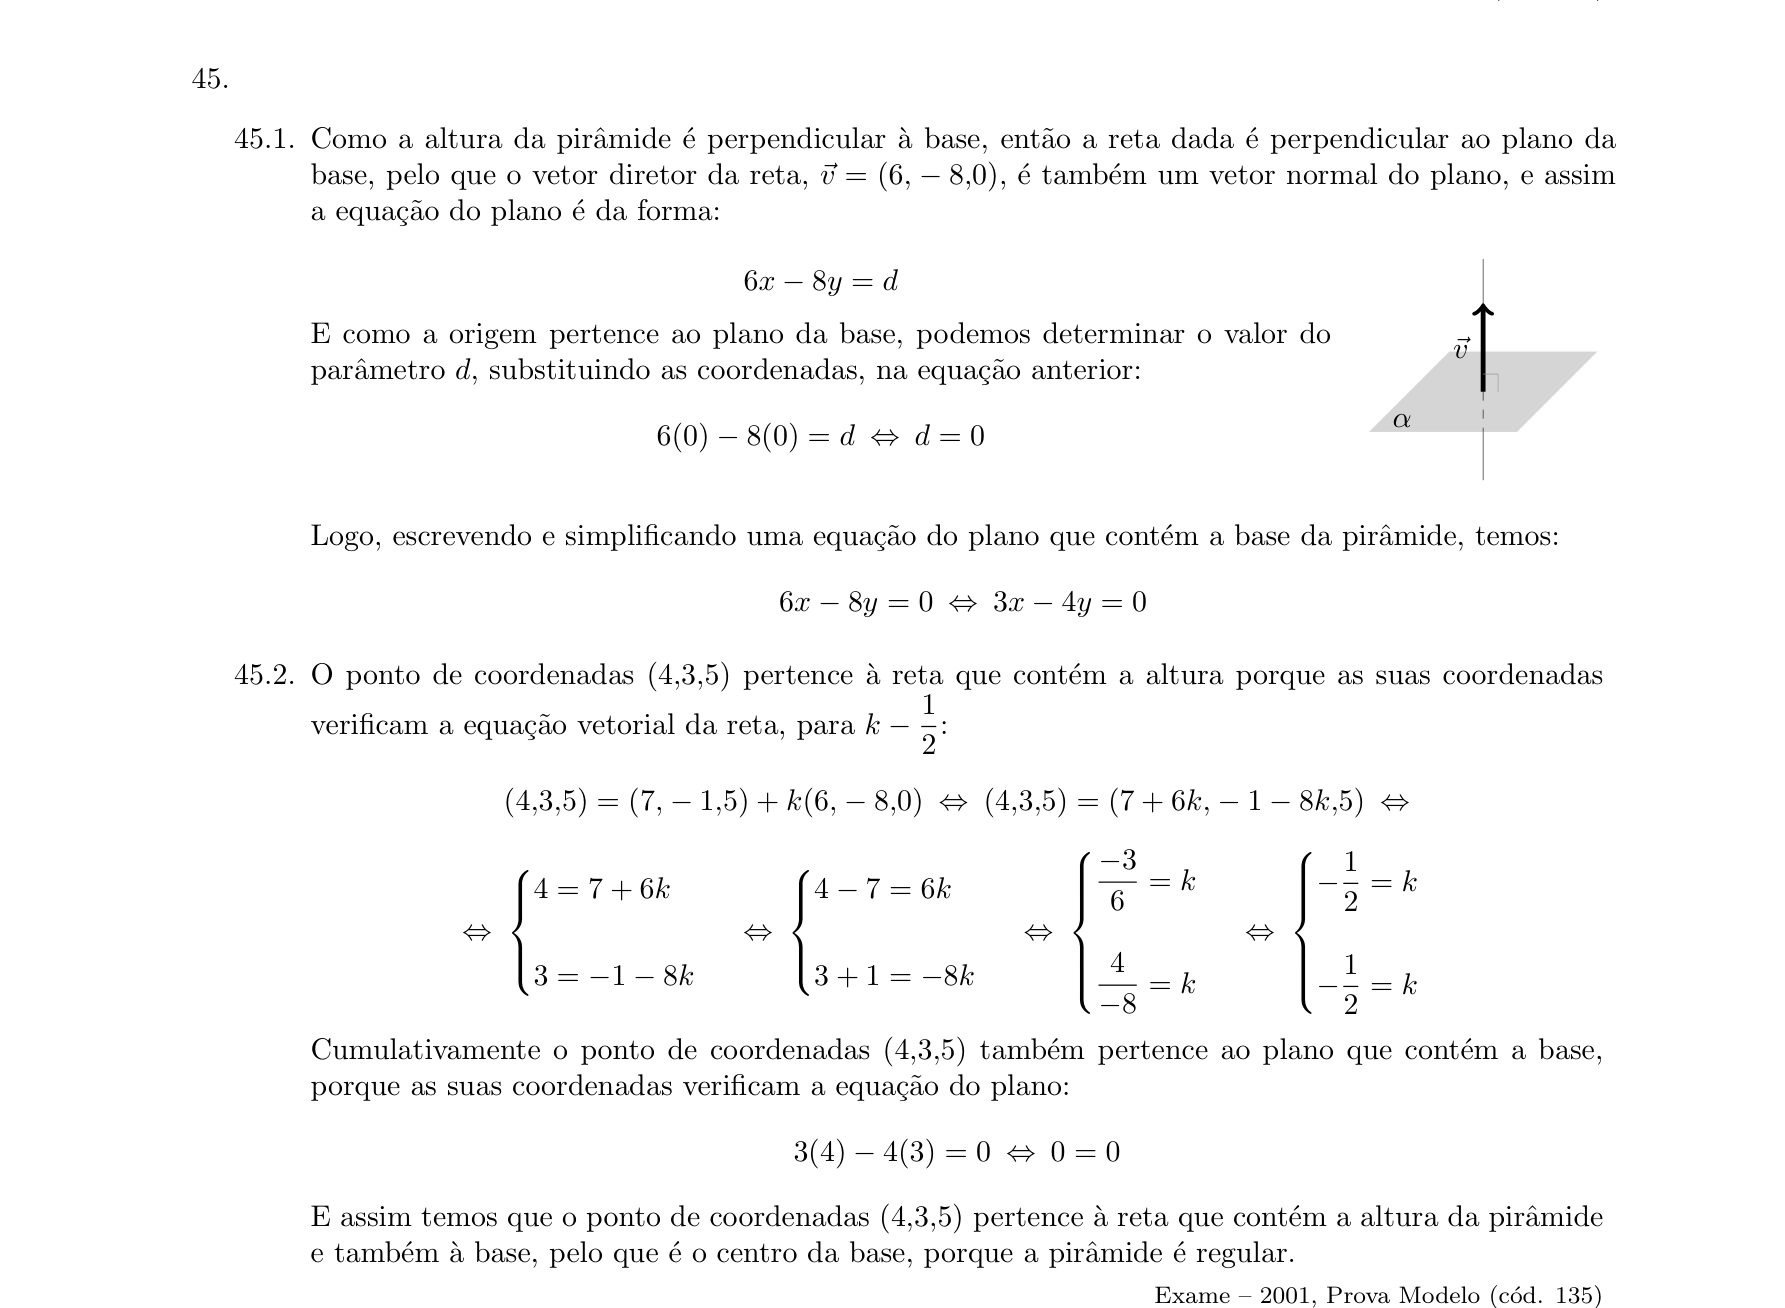 45.
45.1. Como a altura da pirâmide é perpendicular à base, então a reta dada é perpendicular ao plano da
base, pelo que o vetor diretor da reta, $\vec{v} = (6, -8,0)$, é também um vetor normal do plano, e assim
a equação do plano é da forma:
$6x - 8y = d$
E como a origem pertence ao plano da base, podemos determinar o valor do
parâmetro $d$, substituindo as coordenadas, na equação anterior:
$\vec{v}$
$\alpha$
$6(0) - 8(0) = d \Leftrightarrow d = 0$
Logo, escrevendo e simplificando uma equação do plano que contém a base da pirâmide, temos:
$6x - 8y = 0 \Leftrightarrow 3x - 4y = 0$
45.2. O ponto de coordenadas (4,3,5) pertence à reta que contém a altura porque as suas coordenadas
verificam a equação vetorial da reta, para $k - \frac{1}{2}$:
$(4,3,5) = (7, -1,5) + k(6, -8,0) \Leftrightarrow (4,3,5) = (7 + 6k, -1 - 8k,5) \Leftrightarrow$
$\Leftrightarrow \begin{cases} 4 = 7 + 6k \\ 3 = -1 - 8k \end{cases} \Leftrightarrow \begin{cases} 4 - 7 = 6k \\ 3 + 1 = -8k \end{cases} \Leftrightarrow \begin{cases} \frac{-3}{6} = k \\ \frac{4}{-8} = k \end{cases} \Leftrightarrow \begin{cases} -\frac{1}{2} = k \\ -\frac{1}{2} = k \end{cases}$
Cumulativamente o ponto de coordenadas (4,3,5) também pertence ao plano que contém a base,
porque as suas coordenadas verificam a equação do plano:
$3(4) - 4(3) = 0 \Leftrightarrow 0 = 0$
E assim temos que o ponto de coordenadas (4,3,5) pertence à reta que contém a altura da pirâmide
e também à base, pelo que é o centro da base, porque a pirâmide é regular.
Exame – 2001, Prova Modelo (cód. 135)